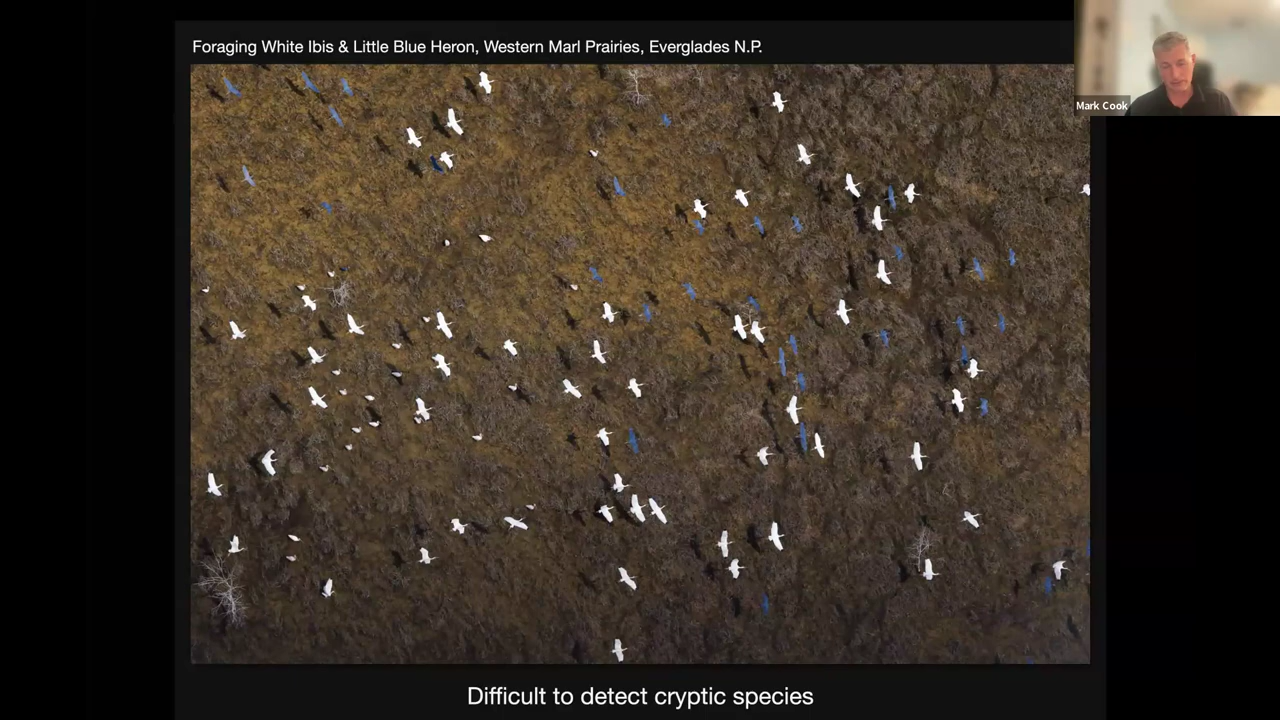 Foraging White Ibis & Little Blue Heron, Western Marl Prairies, Everglades N.P.
Mark Cook
Difficult to detect cryptic species